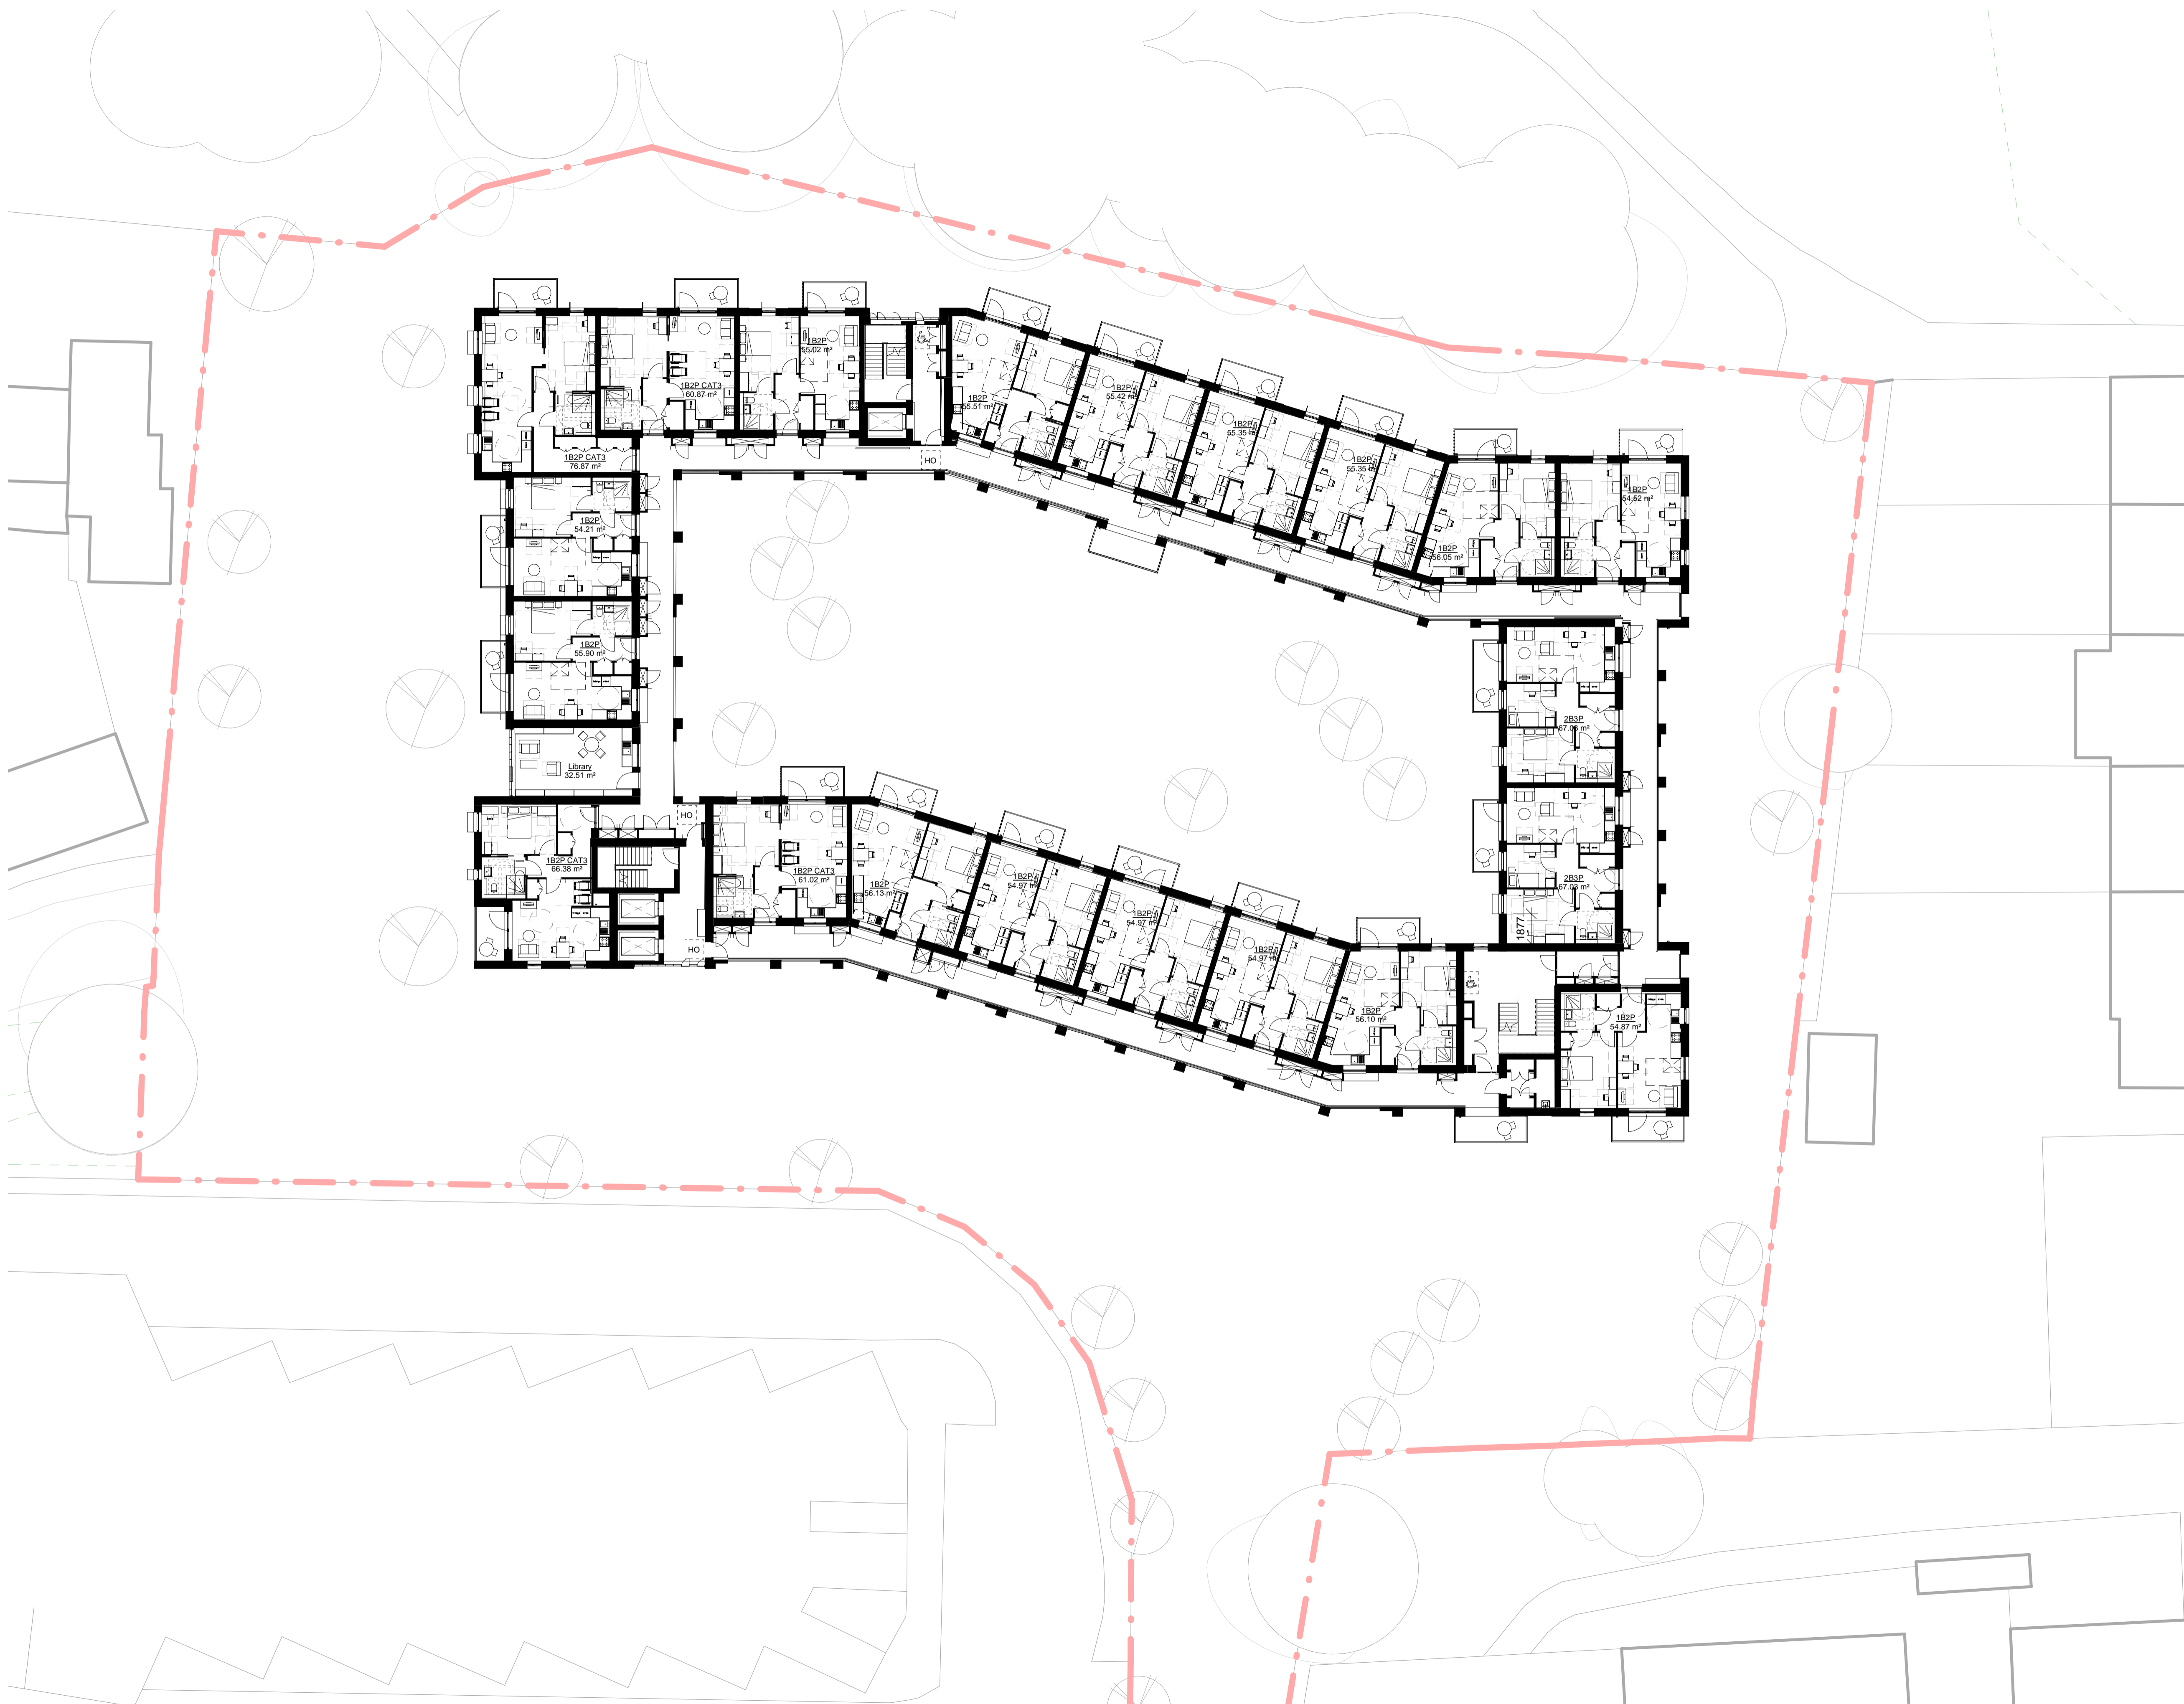 1B2P
55.02 m²
1B2P CAT3
60.87 m²
1B2P CAT3
76.87 m²
HO
1B2P
55.51 m²
1B2P
55.42 m²
1B2P
55.35 m²
1B2P
55.35 m²
1B2P
56.05 m²
1B2P
54.62 m²
1B2P
54.21 m²
1B2P
55.90 m²
Library
32.51 m²
2B3P
67.03 m²
2B3P
67.03 m²
1877
HO
1B2P CAT3
66.38 m²
HO
1B2P CAT3
61.02 m²
1B2P
56.13 m²
1B2P
54.97 m²
1B2P
54.97 m²
1B2P
54.97 m²
1B2P
56.10 m²
1B2P
54.87 m²